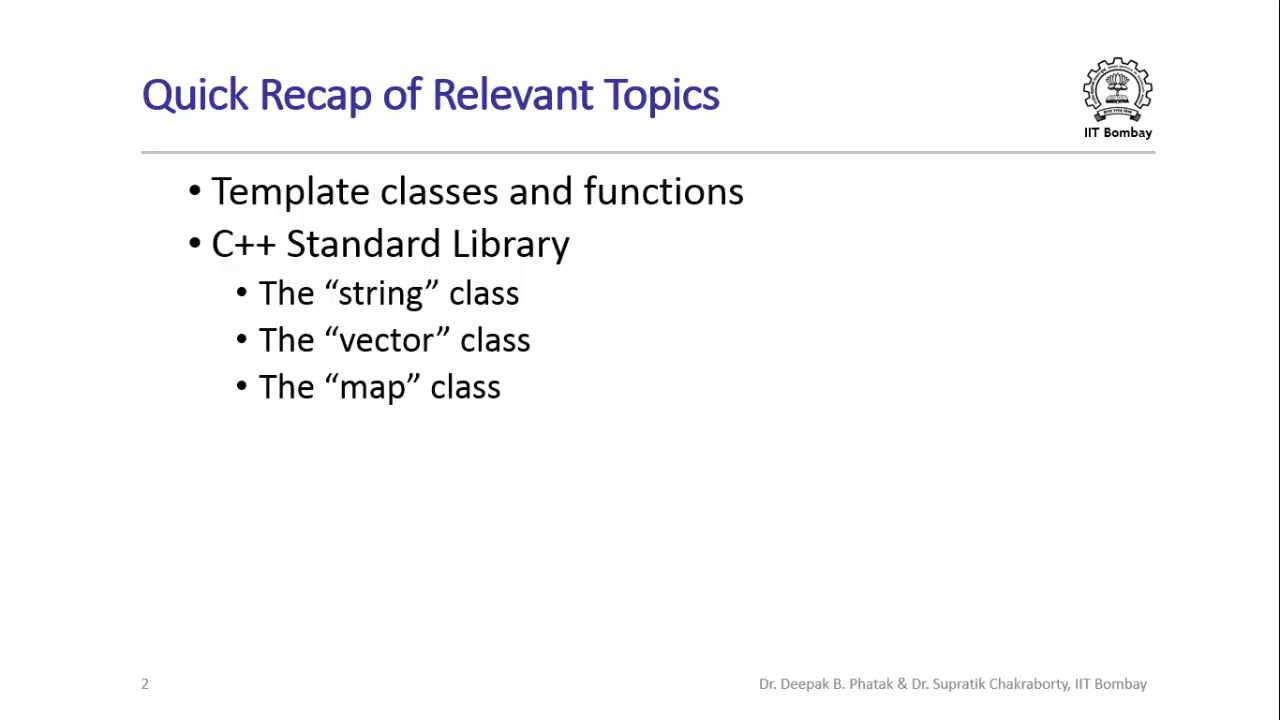 Quick Recap of Relevant Topics
IIT Bombay
• Template classes and functions
• C++ Standard Library
• The “string” class
• The “vector” class
• The “map” class
2
Dr. Deepak B. Phatak & Dr. Supratik Chakraborty, IIT Bombay